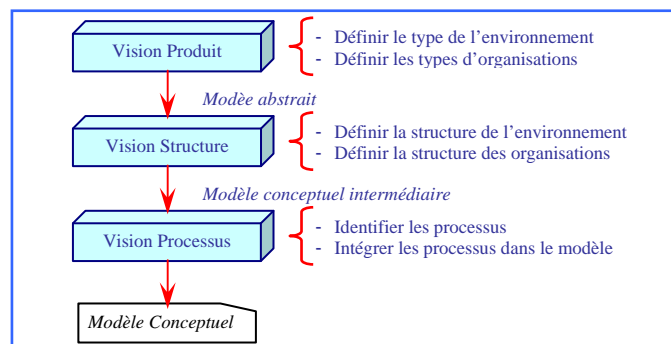 Vision Produit
- Définir le type de l'environnement
- Définir les types d'organisations
Modèe abstrait
Vision Structure
- Définir la structure de l'environnement
- Définir la structure des organisations
Modèle conceptuel intermédiaire
Vision Processus
- Identifier les processus
- Intégrer les processus dans le modèle
Modèle Conceptuel